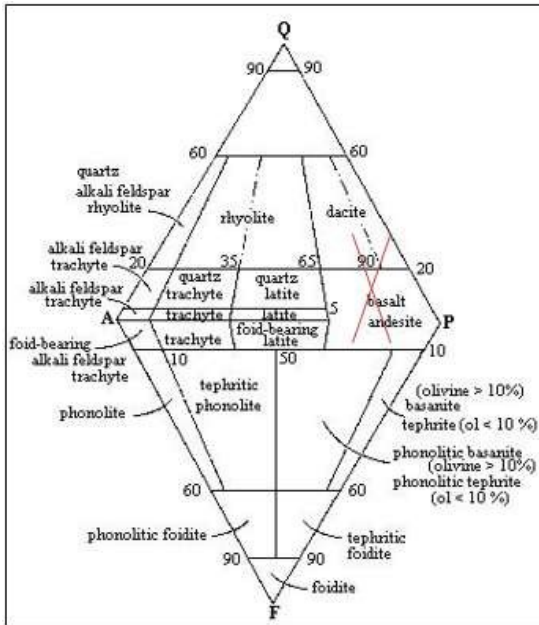 Q
90 90
60 60
quartz
alkali feldspar
rhyolite
rhyolite
dacite
alkali feldspar
trachyte
20 35 65 90 20
quartz
trachyte
quartz
latite
alkali feldspar
trachyte
basalt
andesite
trachyte
latite
5
A
P
foid-bearing
alkali feldspar
trachyte
trachyte
foid-bearing
latite
10 50 10
phonolite
tephritic
phonolite
(olivine > 10%)
basanite
tephrite (ol < 10 %)
phonolitic basanite
(olivine > 10%)
phonolitic tephrite
(ol < 10 %)
60 60
phonolitic foidite
tephritic
foidite
90 90
foidite
F